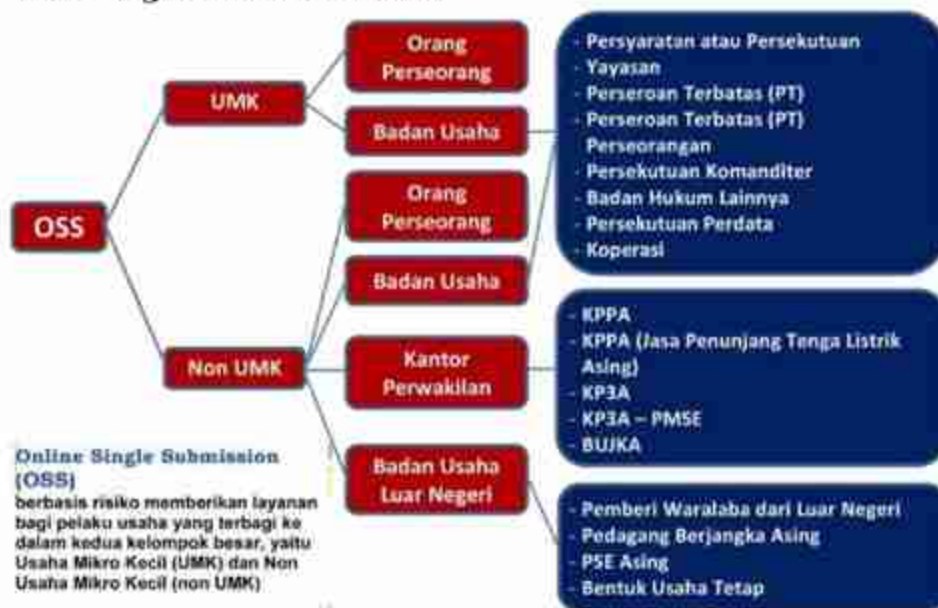 OSS
UMK
Non UMK
Orang
Perseorang
Badan Usaha
Orang
Perseorang
Badan Usaha
Kantor
Perwakilan
Badan Usaha
Luar Negeri
- Persyaratan atau Persekutuan
- Yayasan
- Perseroan Terbatas (PT)
- Perseroan Terbatas (PT)
Perseorangan
- Persekutuan Komanditer
- Badan Hukum Lainnya
- Persekutuan Perdata
- Koperasi
- KPPA
- KPPA (Jasa Penunjang Tenga Listrik
Asing)
- KP3A
- KP3A – PMSE
- BUJKA
- Pemberi Waralaba dari Luar Negeri
- Pedagang Berjangka Asing
- PSE Asing
- Bentuk Usaha Tetap
Online Single Submission
(OSS)
berbasis risiko memberikan layanan
bagi pelaku usaha yang terbagi ke
dalam kedua kelompok besar, yaitu
Usaha Mikro Kecil (UMK) dan Non
Usaha Mikro Kecil (non UMK)